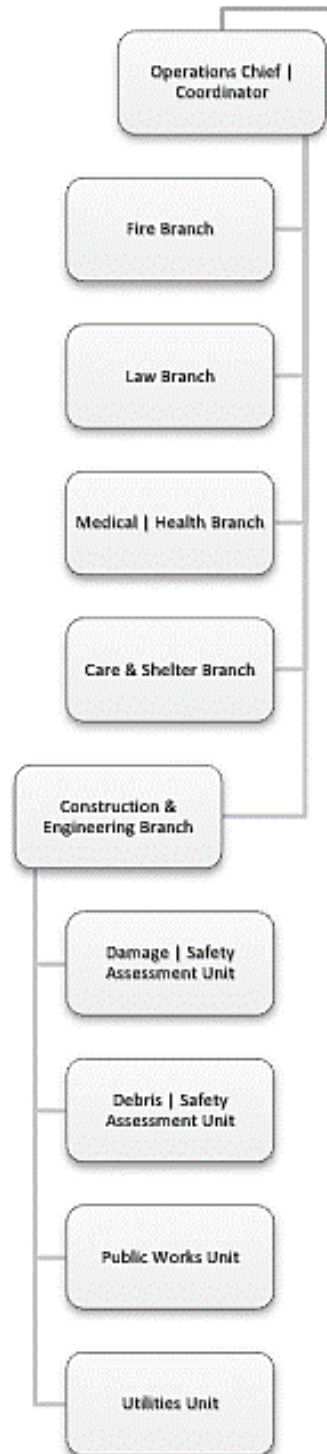 Operations Chief |
Coordinator
Fire Branch
Law Branch
Medical | Health Branch
Care & Shelter Branch
Construction &
Engineering Branch
Damage | Safety
Assessment Unit
Debris | Safety
Assessment Unit
Public Works Unit
Utilities Unit